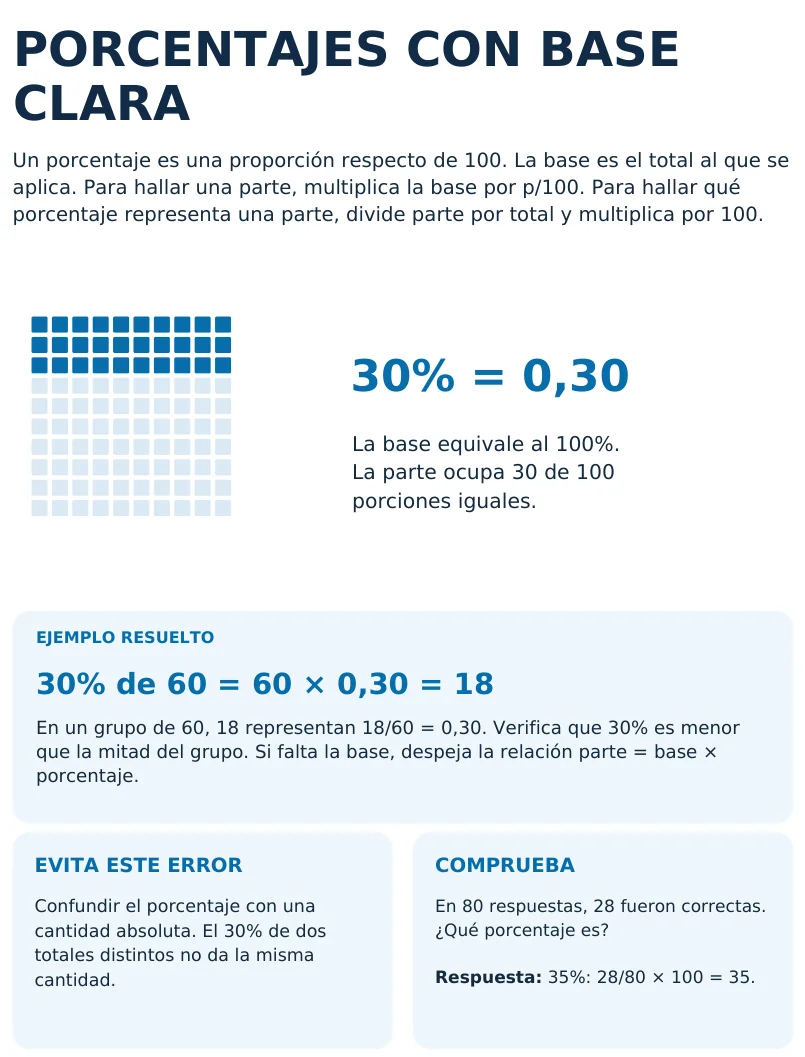 PORCENTAJES CON BASE
CLARA
Un porcentaje es una proporción respecto de 100. La base es el total al que se
aplica. Para hallar una parte, multiplica la base por p/100. Para hallar qué
porcentaje representa una parte, divide parte por total y multiplica por 100.
30% = 0,30
La base equivale al 100%.
La parte ocupa 30 de 100
porciones iguales.
EJEMPLO RESUELTO
30% de 60 = 60 × 0,30 = 18
En un grupo de 60, 18 representan 18/60 = 0,30. Verifica que 30% es menor
que la mitad del grupo. Si falta la base, despeja la relación parte = base ×
porcentaje.
EVITA ESTE ERROR
Confundir el porcentaje con una
cantidad absoluta. El 30% de dos
totales distintos no da la misma
cantidad.
COMPRUEBA
En 80 respuestas, 28 fueron correctas.
¿Qué porcentaje es?
Respuesta: 35%: 28/80 × 100 = 35.